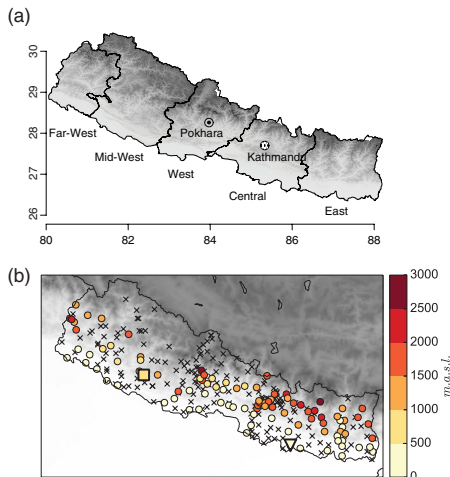 (a)
30
29
28
27
26
Far-West
Pokhara
Mid-West
Kathmandu
West
Central
East
80
82
84
86
88
(b)
3000
2500
2000
1500
1000
500
0
m.a.s.l.